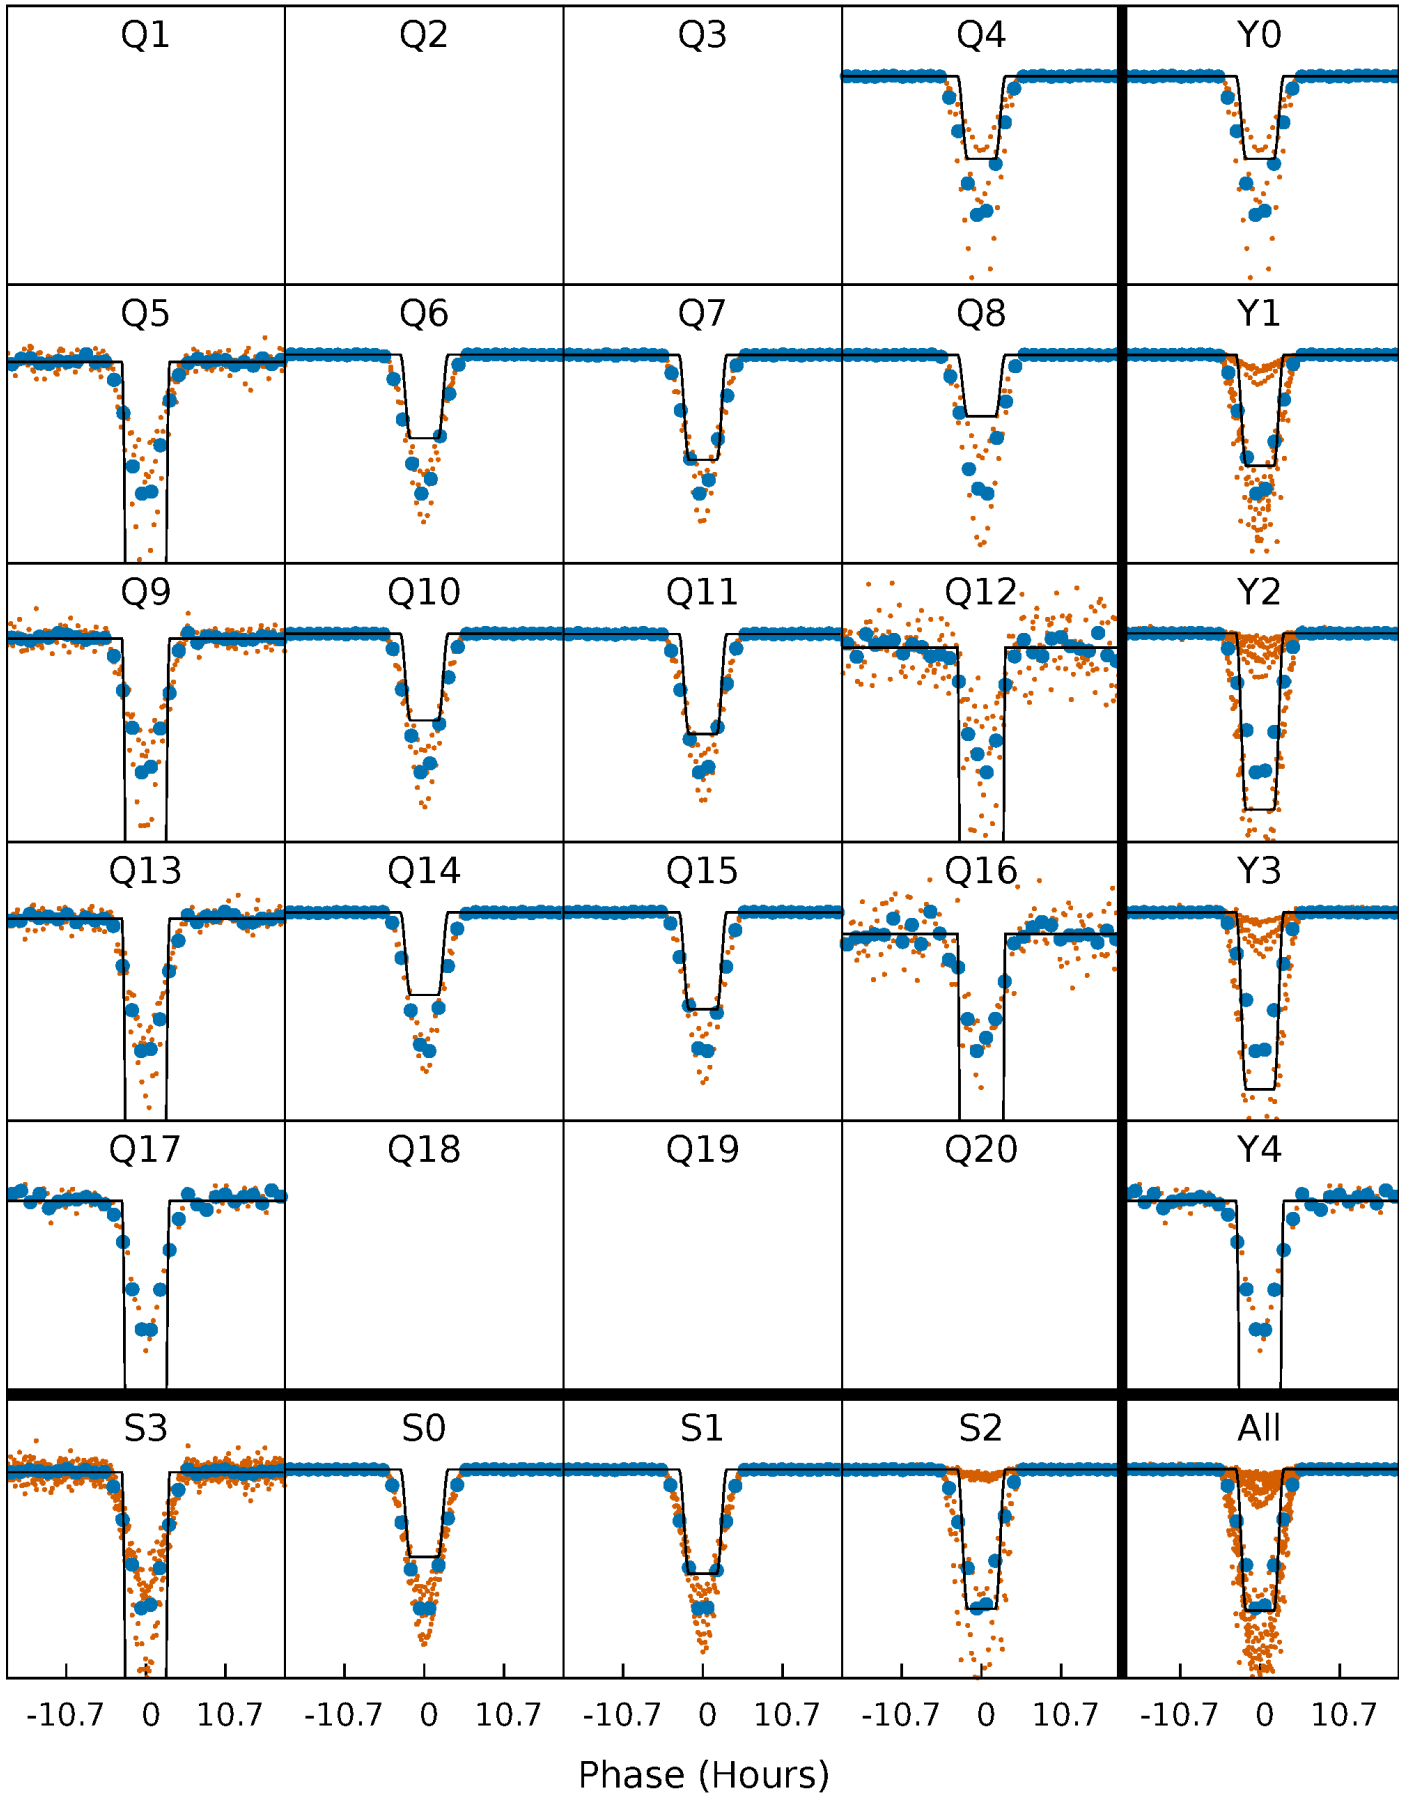 Q1 Q2 Q3 Q4 Y0
Q5 Q6 Q7 Q8 Y1
Q9 Q10 Q11 Q12 Y2
Q13 Q14 Q15 Q16 Y3
Q17 Q18 Q19 Q20 Y4
S3 S0 S1 S2 All
-10.7 0 10.7 -10.7 0 10.7 -10.7 0 10.7 -10.7 0 10.7 -10.7 0 10.7
Phase (Hours)